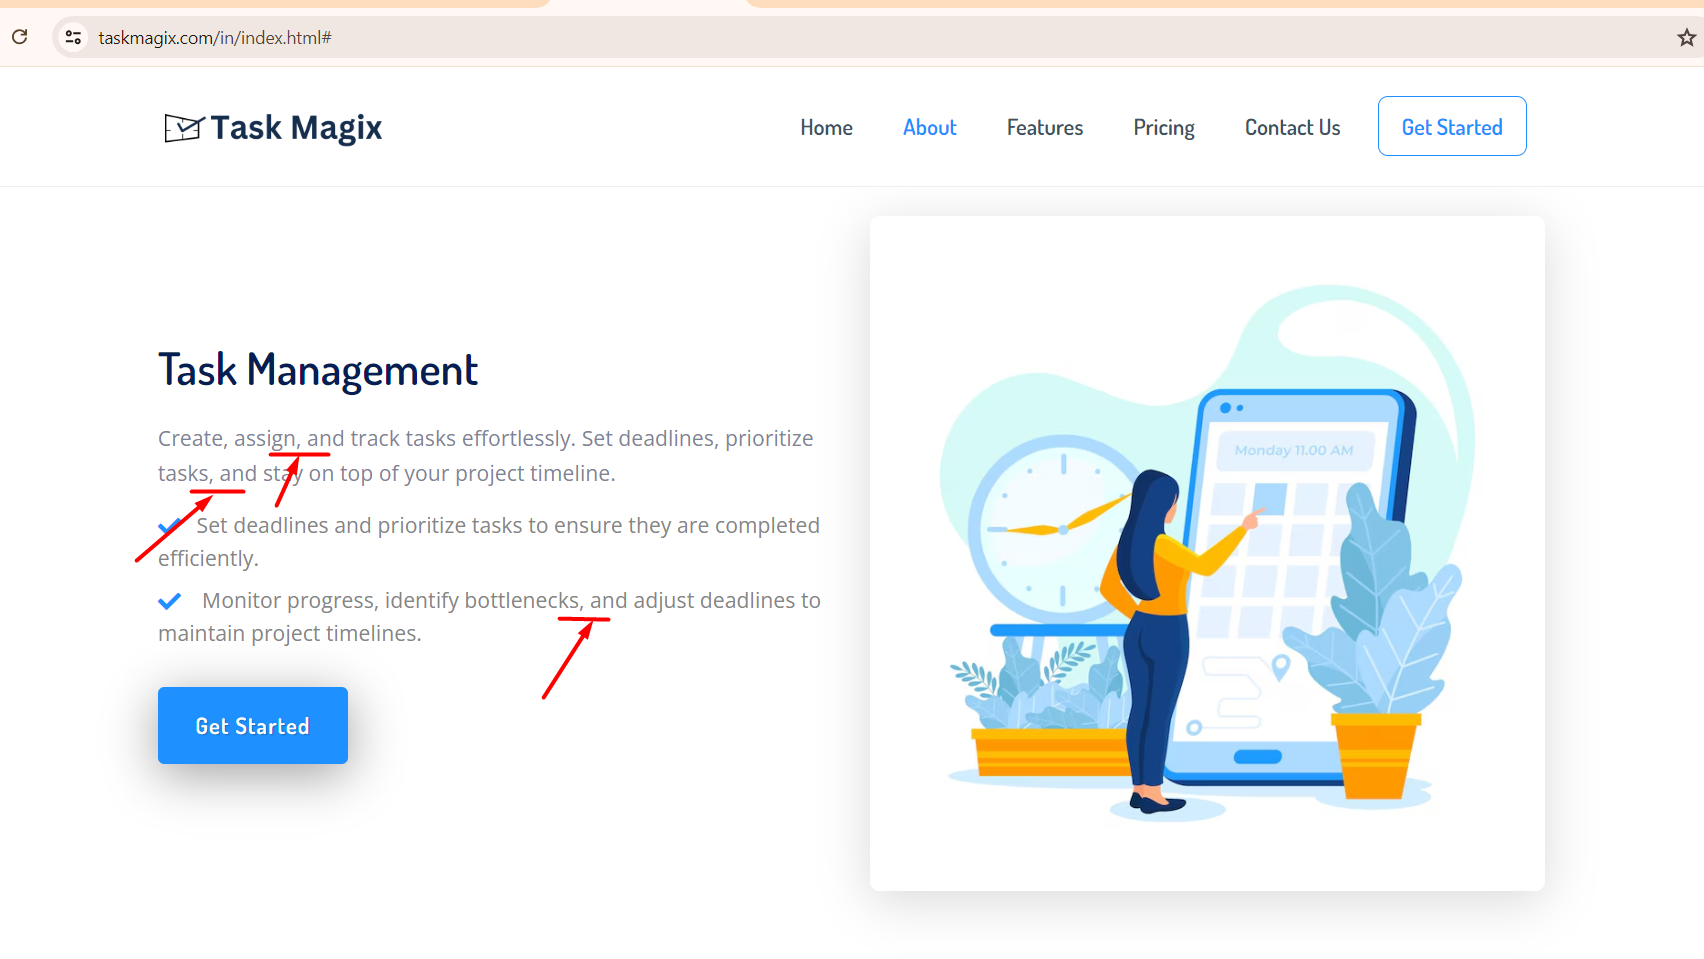 taskmagix.com/in/index.html#
Task Magix
Home About Features Pricing Contact Us Get Started
Task Management
Create, assign, and track tasks effortlessly. Set deadlines, prioritize
tasks, and stay on top of your project timeline.
Set deadlines and prioritize tasks to ensure they are completed
efficiently.
Monitor progress, identify bottlenecks, and adjust deadlines to
maintain project timelines.
Get Started
Monday 11.00 AM